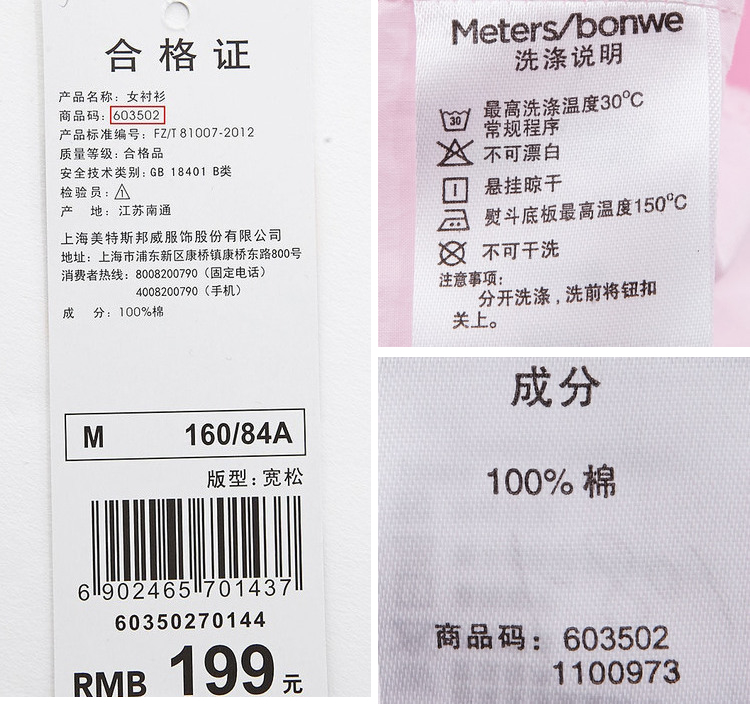 合格证
产品名称: 女衬衫
商品码: 603502
产品标准编号: FZ/T 81007-2012
质量等级: 合格品
安全技术类别: GB 18401 B类
检验员: 1
产 地: 江苏南通
上海美特斯邦威服饰股份有限公司
地址: 上海市浦东新区康桥镇康桥东路800号
消费者热线: 8008200790 (固定电话)
4008200790 (手机)
成 分: 100%棉
M 160/84A
版型: 宽松
6 902465 701437
60350270144
RMB 199 元
Meters/bonwe
洗涤说明
30 最高洗涤温度30°C
常规程序
不可漂白
悬挂晾干
熨斗底板最高温度150°C
不可干洗
注意事项:
分开洗涤,洗前将钮扣
关上。
成分
100% 棉
商品码: 603502
1100973